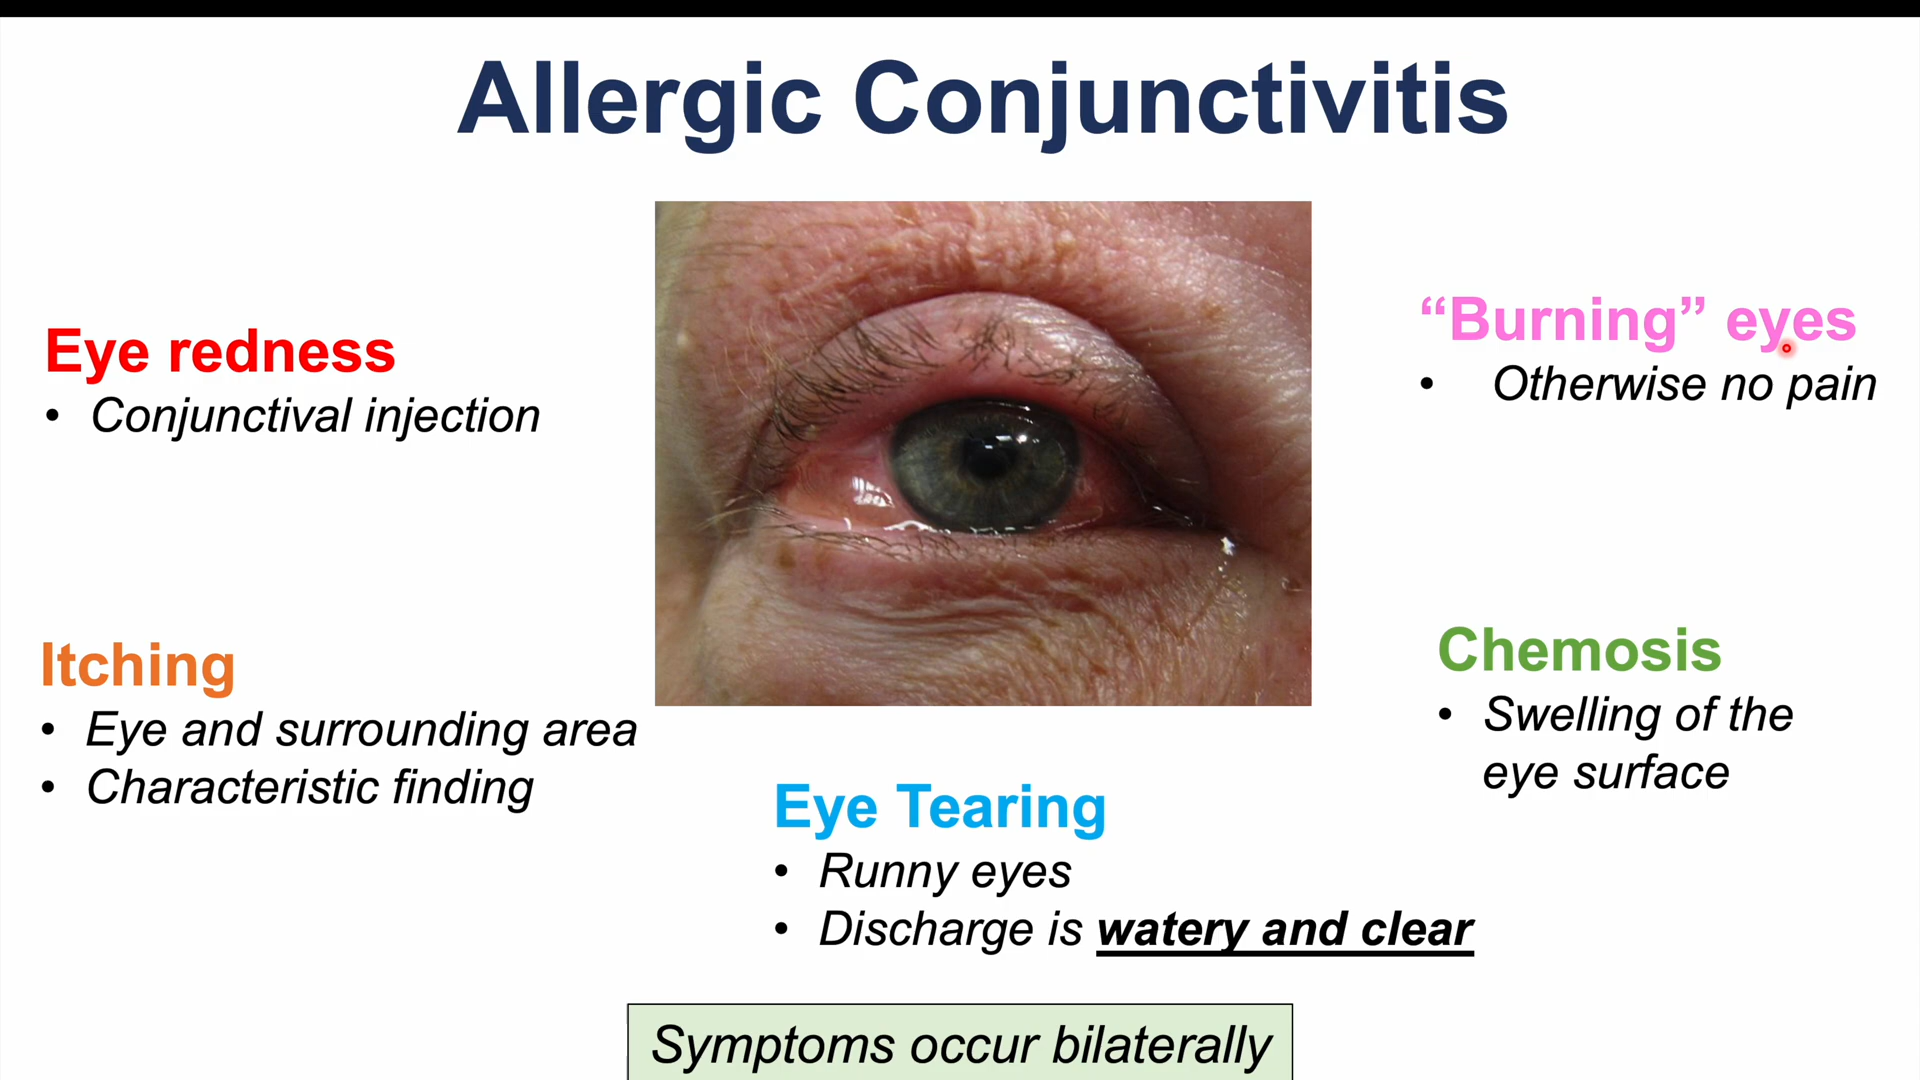 Allergic Conjunctivitis
Eye redness
• Conjunctival injection
"Burning" eyes
• Otherwise no pain
Itching
• Eye and surrounding area
• Characteristic finding
Chemosis
• Swelling of the
eye surface
Eye Tearing
• Runny eyes
• Discharge is watery and clear
Symptoms occur bilaterally